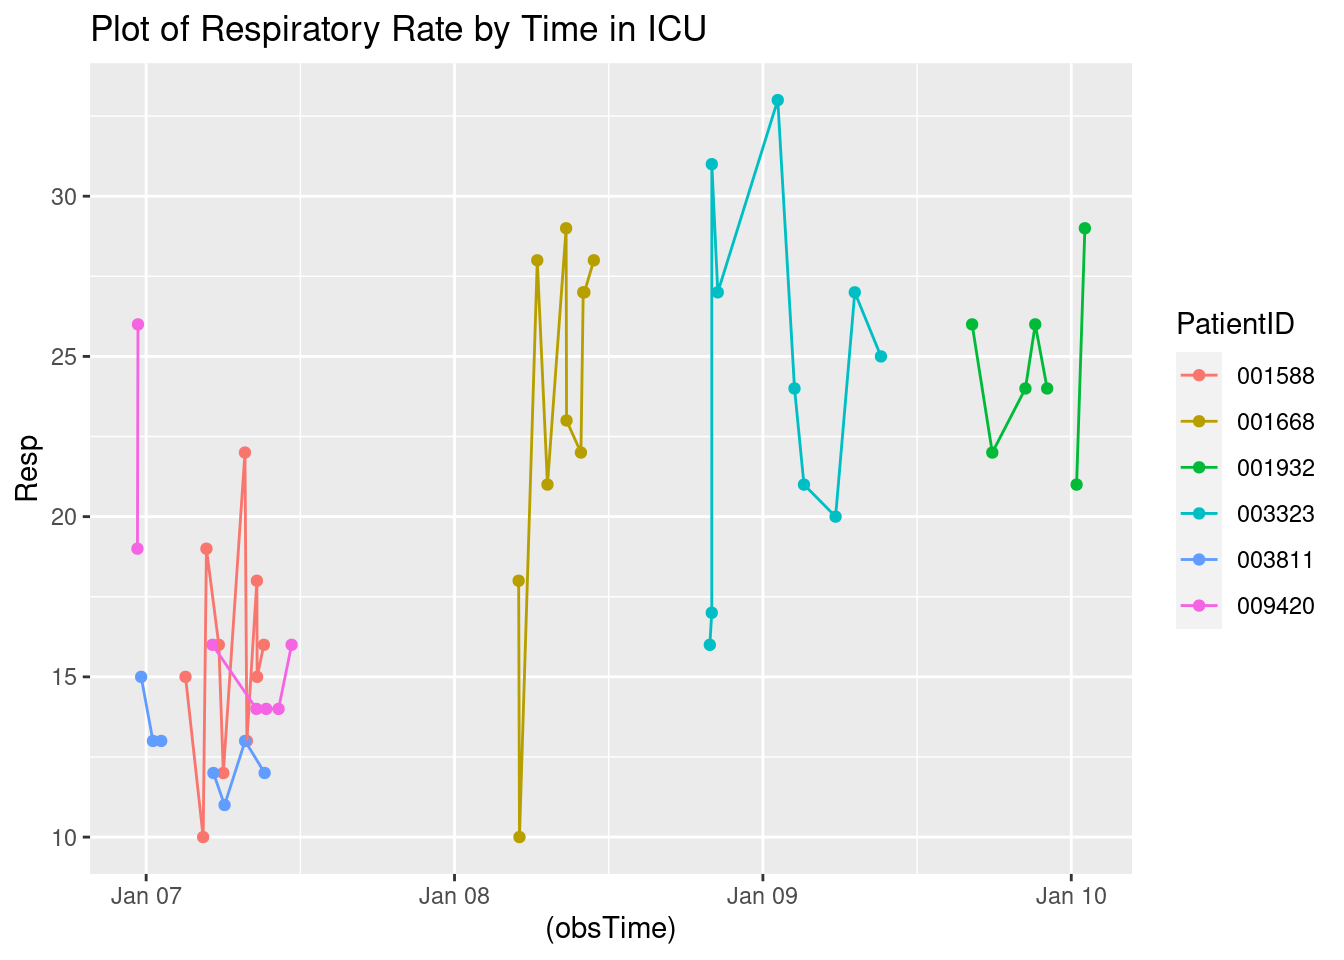 Plot of Respiratory Rate by Time in ICU
Resp
30
25
20
15
10
Jan 07
Jan 08
Jan 09
Jan 10
(obsTime)
PatientID
001588
001668
001932
003323
003811
009420